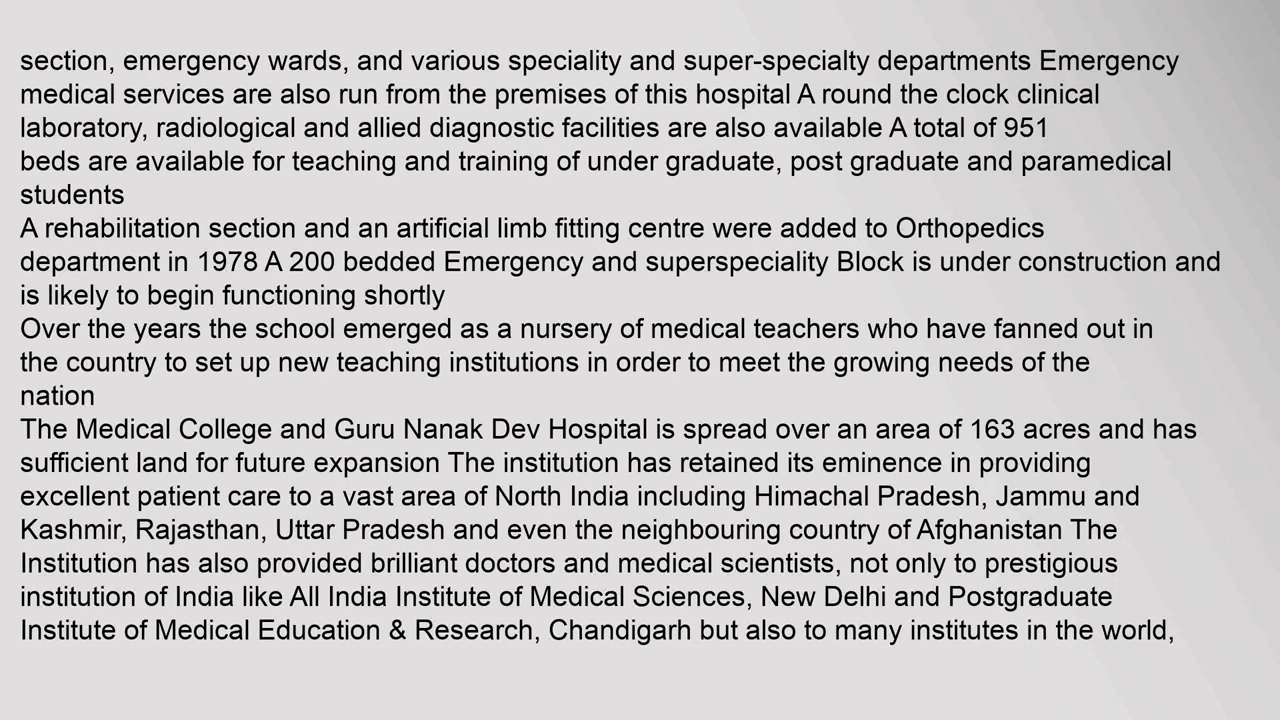 section, emergency wards, and various speciality and super-specialty departments Emergency
medical services are also run from the premises of this hospital A round the clock clinical
laboratory, radiological and allied diagnostic facilities are also available A total of 951
beds are available for teaching and training of under graduate, post graduate and paramedical
students
A rehabilitation section and an artificial limb fitting centre were added to Orthopedics
department in 1978 A 200 bedded Emergency and superspeciality Block is under construction and
is likely to begin functioning shortly
Over the years the school emerged as a nursery of medical teachers who have fanned out in
the country to set up new teaching institutions in order to meet the growing needs of the
nation
The Medical College and Guru Nanak Dev Hospital is spread over an area of 163 acres and has
sufficient land for future expansion The institution has retained its eminence in providing
excellent patient care to a vast area of North India including Himachal Pradesh, Jammu and
Kashmir, Rajasthan, Uttar Pradesh and even the neighbouring country of Afghanistan The
Institution has also provided brilliant doctors and medical scientists, not only to prestigious
institution of India like All India Institute of Medical Sciences, New Delhi and Postgraduate
Institute of Medical Education & Research, Chandigarh but also to many institutes in the world,